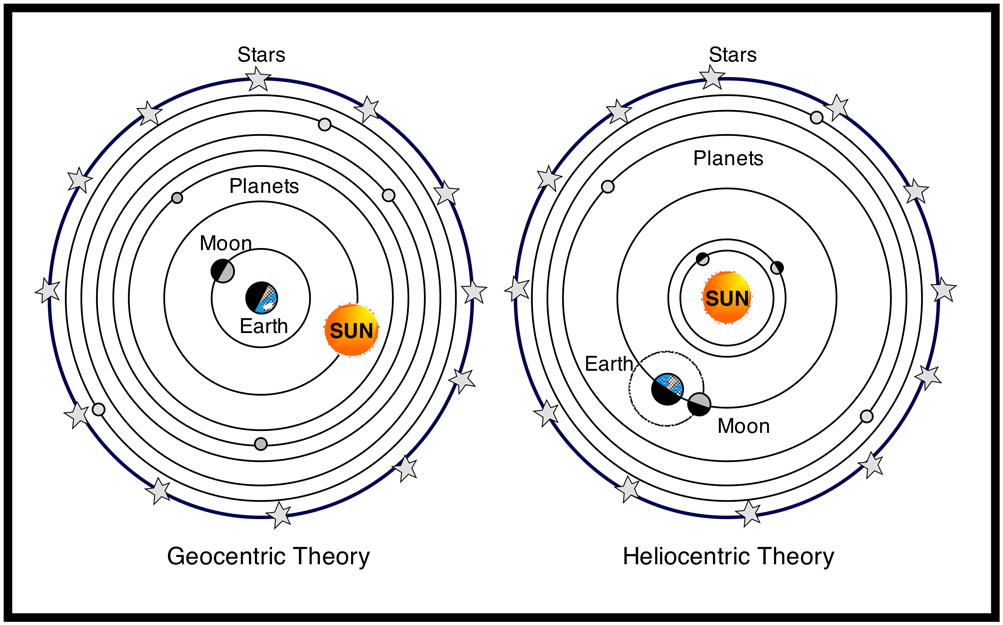 Stars
Planets
Moon
Earth
SUN
Geocentric Theory
Stars
Planets
SUN
Earth
Moon
Heliocentric Theory